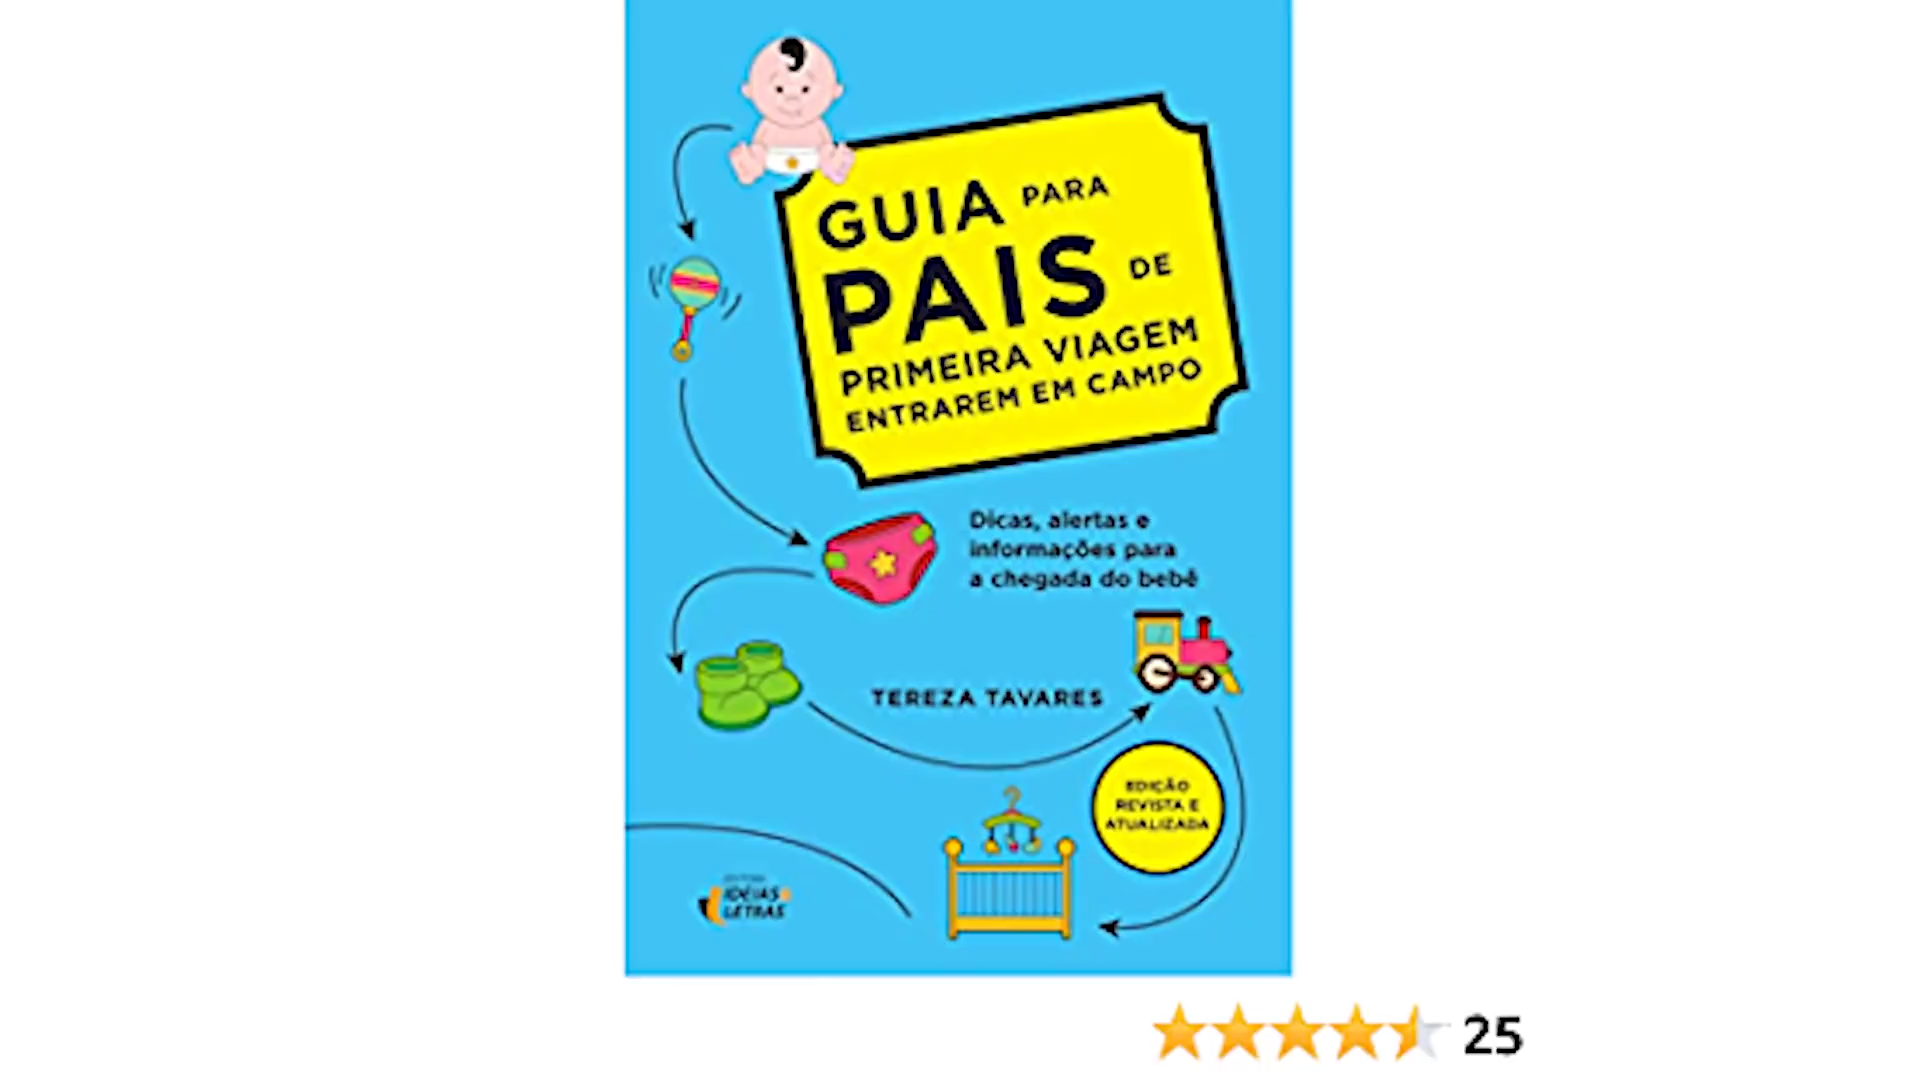 GUIA PARA
PAIS DE
PRIMEIRA VIAGEM
ENTRAREM EM CAMPO
Dicas, alertas e
informações para
a chegada do bebê
TEREZA TAVARES
EDIÇÃO
REVISTA E
ATUALIZADA
IDÉIAS&
LETRAS
25